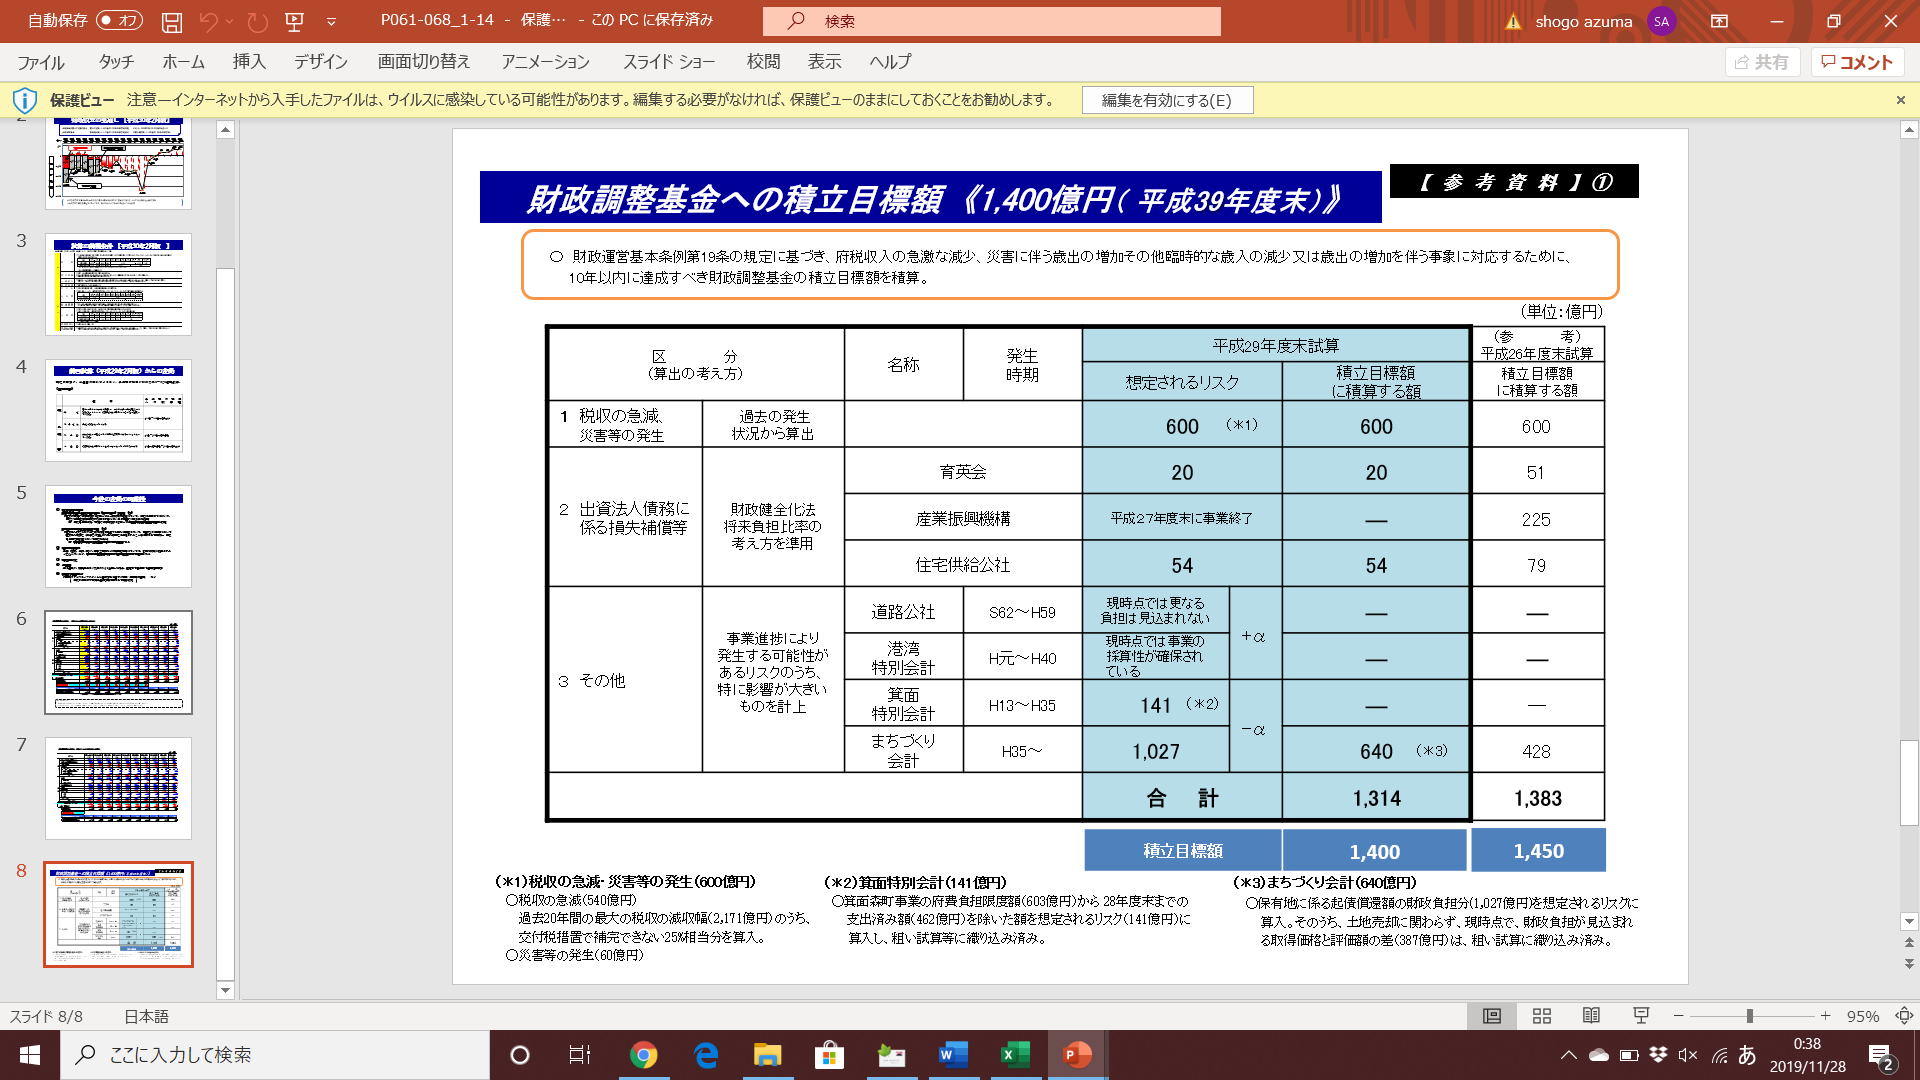 自動保存 オフ
P061-068_1-14 - 保護… - この PC に保存済み
検索
shogo azuma SA
ファイル タッチ ホーム 挿入 デザイン 画面切り替え アニメーション スライド ショー 校閲 表示 ヘルプ
共有 コメント
保護ビュー 注意—インターネットから入手したファイルは、ウイルスに感染している可能性があります。編集する必要がなければ、保護ビューのままにしておくことをお勧めします。 編集を有効にする(E)
2
3
4
5
6
7
8
財政調整基金への積立目標額 《1,400億円( 平成39年度末)》
【 参 考 資 料 】①
○ 財政運営基本条例第19条の規定に基づき、府税収入の急激な減少、災害に伴う歳出の増加その他臨時的な歳入の減少又は歳出の増加を伴う事象に対応するために、
10年以内に達成すべき財政調整基金の積立目標額を積算。
(単位:億円)
区 分
(算出の考え方)
名称
発生
時期
平成29年度末試算
想定されるリスク
積立目標額
に積算する額
(参 考)
平成26年度末試算
積立目標額
に積算する額
1 税収の急減、
災害等の発生
過去の発生
状況から算出
600 (＊1) 600 600
2 出資法人債務に
係る損失補償等
財政健全化法
将来負担比率の
考え方を準用
育英会 20 20 51
産業振興機構 平成27年度末に事業終了 — 225
住宅供給公社 54 54 79
3 その他
事業進捗により
発生する可能性が
あるリスクのうち、
特に影響が大きい
ものを計上
道路公社 S62～H59
現時点では更なる
負担は見込まれない
+α
— —
港湾
特別会計
H元～H40
現時点では事業の
採算性が確保され
ている
— —
箕面
特別会計
H13～H35 141 (＊2)
－α
— —
まちづくり
会計
H35～ 1,027 640 (＊3) 428
合 計 1,314 1,383
積立目標額 1,400 1,450
(＊1)税収の急減・災害等の発生(600億円)
○税収の急減(540億円)
過去20年間の最大の税収の減収幅(2,171億円)のうち、
交付税措置で補完できない25%相当分を算入。
○災害等の発生(60億円)
(＊2)箕面特別会計(141億円)
○箕面森町事業の府費負担限度額(603億円)から28年度末までの
支出済み額(462億円)を除いた額を想定されるリスク(141億円)に
算入し、粗い試算等に織り込み済み。
(＊3)まちづくり会計(640億円)
○保有地に係る起債償還額の財政負担分(1,027億円)を想定されるリスクに
算入。そのうち、土地売却に関わらず、現時点で、財政負担が見込まれ
る取得価格と評価額の差(387億円)は、粗い試算に織り込み済み。
スライド 8/8 日本語
95%
ここに入力して検索
あ
0:38
2019/11/28
2